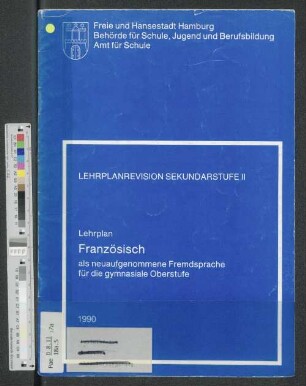 Freie und Hansestadt Hamburg
Behörde für Schule, Jugend und Berufsbildung
Amt für Schule
LEHRPLANREVISION SEKUNDARSTUFE II
Lehrplan
Französisch
als neuaufgenommene Fremdsprache
für die gymnasiale Oberstufe
1990